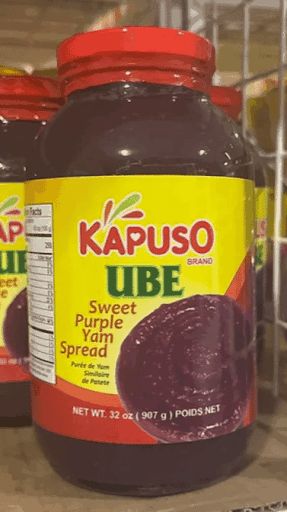 KAPUSO
BRAND
UBE
Sweet
Purple
Yam
Spread
Purée de Yam
Similaire
de Patate
NET WT. 32 oz ( 907 g ) POIDS NET